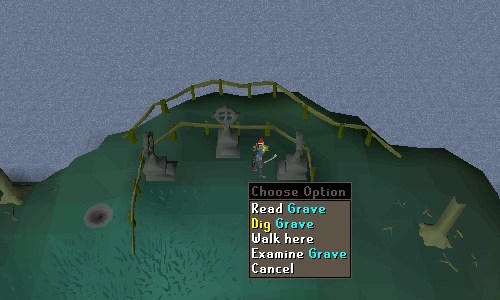 Choose Option
Read Grave
Dig Grave
Walk here
Examine Grave
Cancel